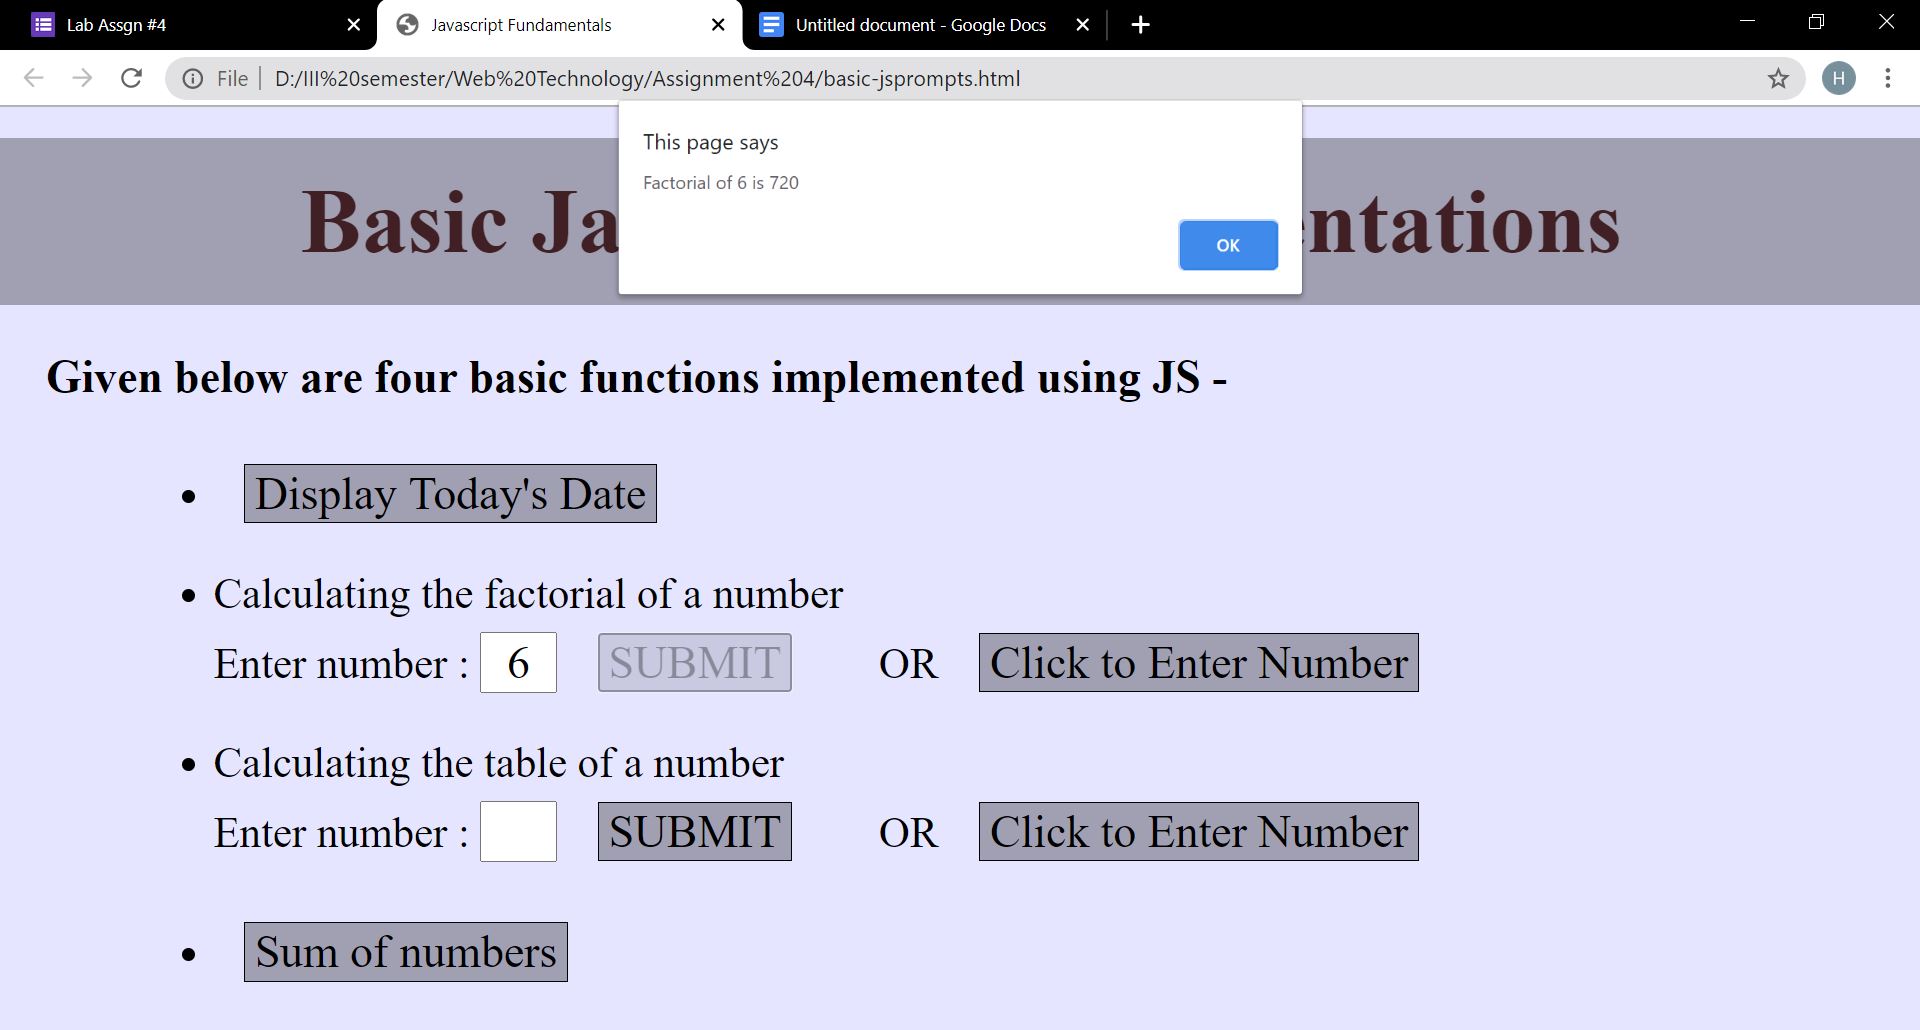 Lab Assgn #4
Javascript Fundamentals
Untitled document - Google Docs
File
D:/III%20semester/Web%20Technology/Assignment%204/basic-jsprompts.html
H
This page says
Factorial of 6 is 720
OK
Basic Ja ntations
Given below are four basic functions implemented using JS -
Display Today's Date
Calculating the factorial of a number
Enter number : 6 SUBMIT OR Click to Enter Number
Calculating the table of a number
Enter number : SUBMIT OR Click to Enter Number
Sum of numbers